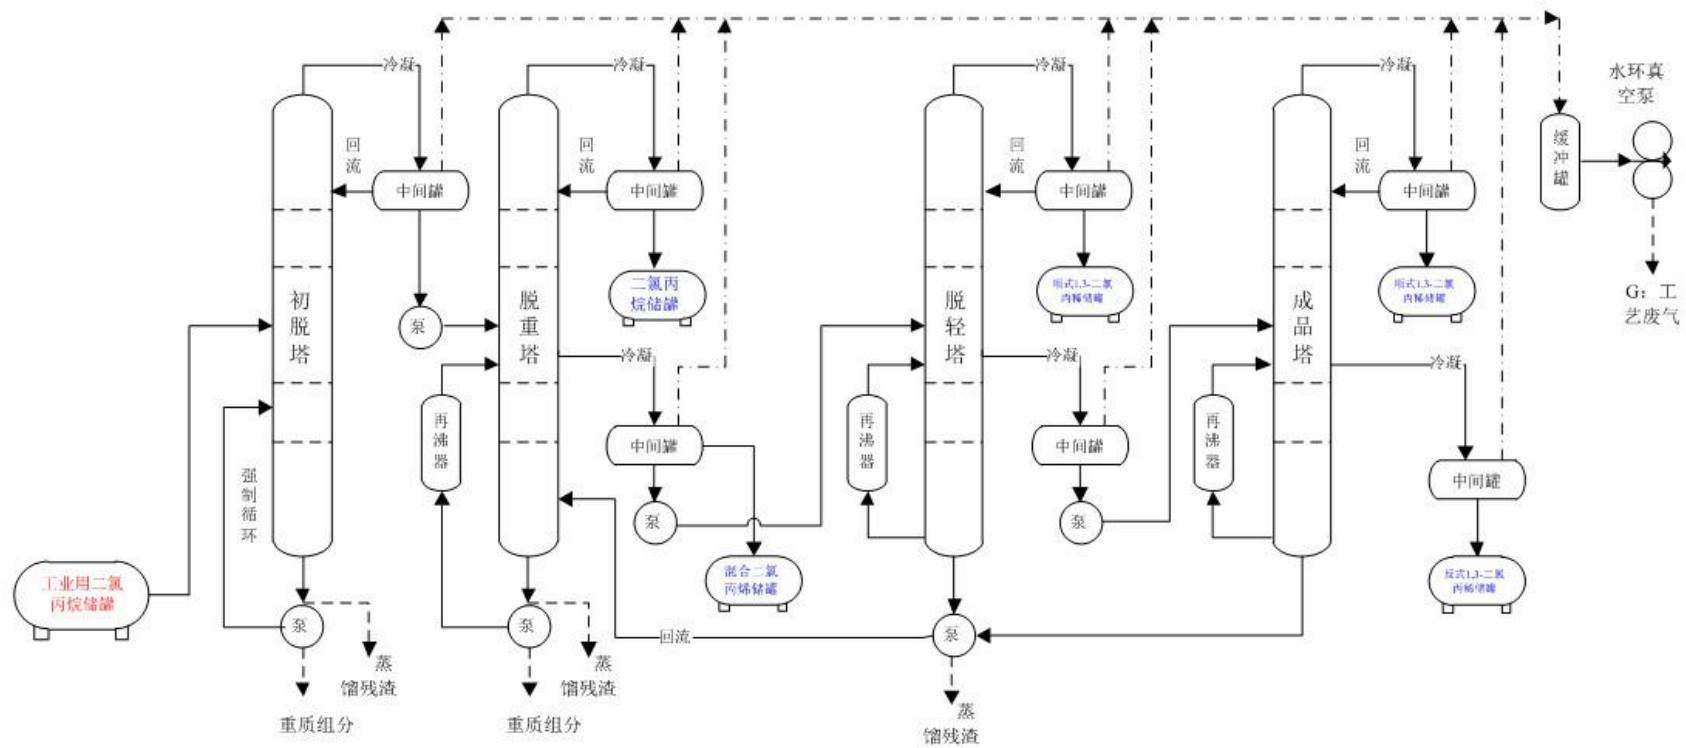 冷凝
冷凝
冷凝
冷凝
水环真
空泵
回
流
回
流
回
流
回
流
缓
冲
罐
中间罐
中间罐
中间罐
中间罐
初
脱
塔
脱
重
塔
脱
轻
塔
成
品
塔
二氯丙
烷储罐
顺式1,3-二氯
丙稀储罐
顺式1,3-二氯
丙稀储罐
G：工
艺废气
泵
冷凝
冷凝
冷凝
再
沸
器
再
沸
器
再
沸
器
中间罐
中间罐
中间罐
强
制
循
环
泵
泵
工业用二氯
丙烷储罐
混合二氯
丙烯储罐
反式1,3-二氯
丙稀储罐
泵
泵
回流
泵
蒸
馏残渣
蒸
馏残渣
重质组分
重质组分
蒸
馏残渣